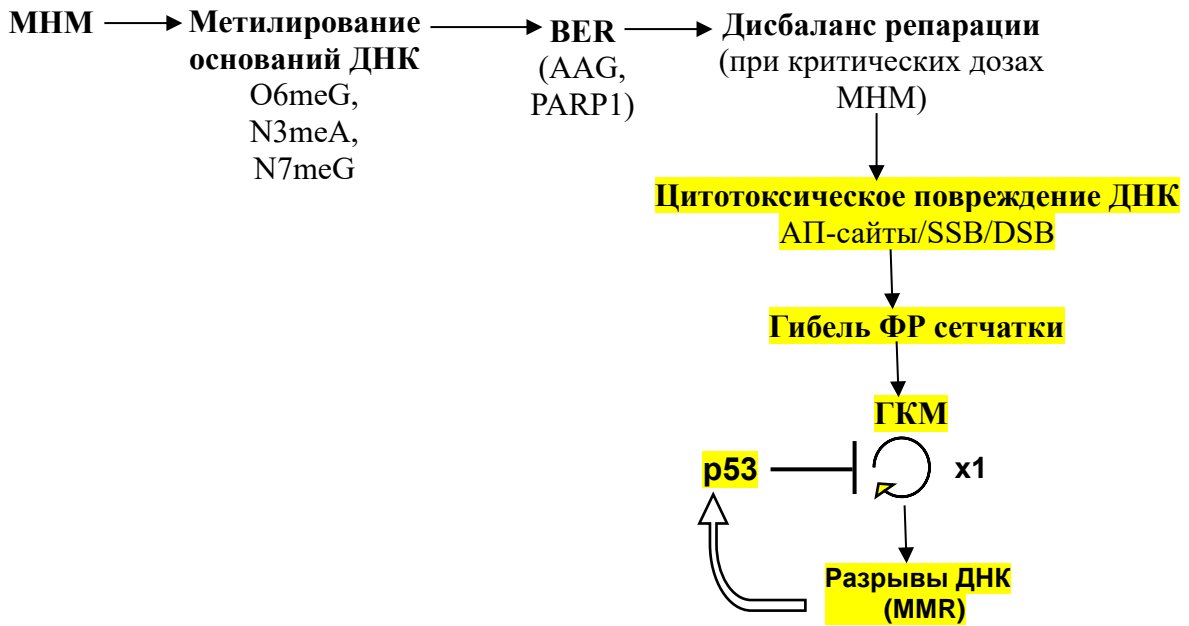 МНМ
Метилирование
оснований ДНК
O6meG,
N3meA,
N7meG
BER
(AAG,
PARP1)
Дисбаланс репарации
(при критических дозах
МНМ)
Цитотоксическое повреждение ДНК
АП-сайты/SSB/DSB
Гибель ФР сетчатки
ГКМ
p53
x1
Разрывы ДНК
(MMR)